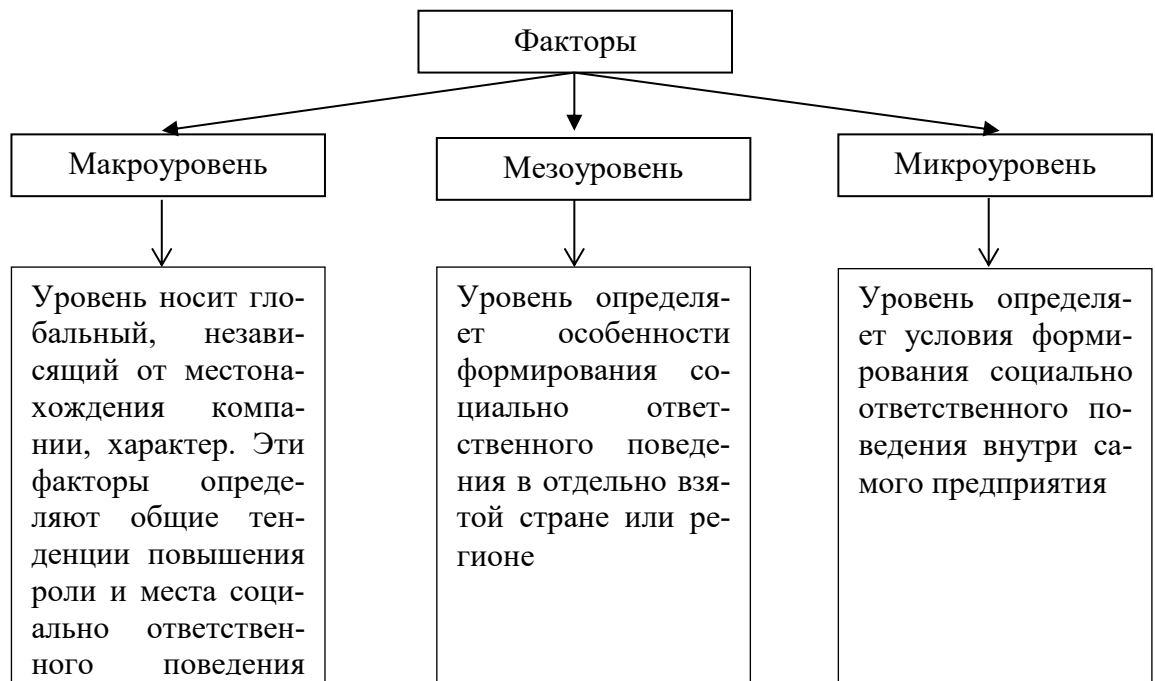 Факторы
Макроуровень
Мезоуровень
Микроуровень
Уровень носит гло-
бальный, незави-
сящий от местона-
хождения компа-
нии, характер. Эти
факторы опреде-
ляют общие тен-
денции повышения
роли и места соци-
ально ответствен-
ного поведения
Уровень определя-
ет особенности
формирования со-
циально ответ-
ственного поведе-
ния в отдельно взя-
той стране или ре-
гионе
Уровень определя-
ет условия форми-
рования социально
ответственного по-
ведения внутри са-
мого предприятия